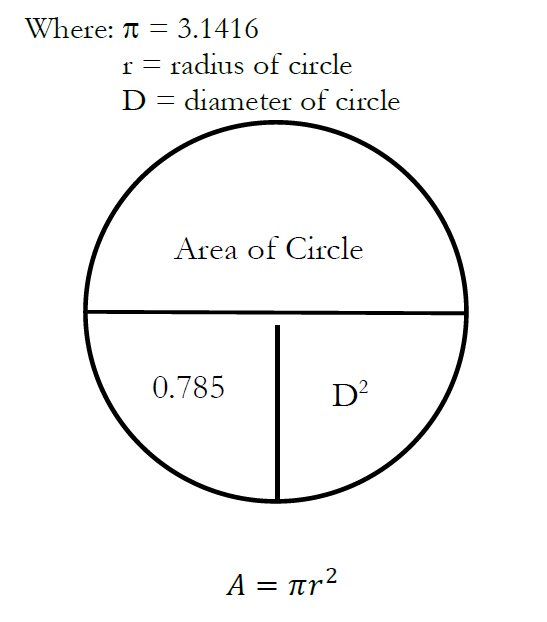 Where: π = 3.1416
r = radius of circle
D = diameter of circle
Area of Circle
0.785
D²
A = πr²